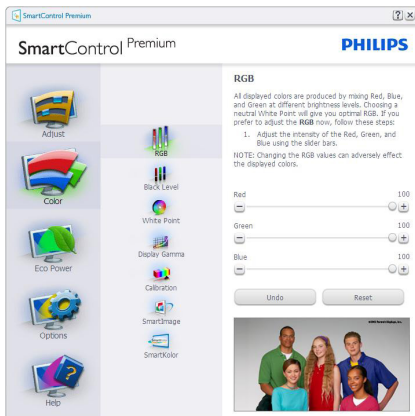 SmartControl Premium
SmartControl Premium
PHILIPS
Adjust
Color
Eco Power
Options
Help
RGB
Black Level
White Point
Display Gamma
Calibration
SmartImage
SmartKolor
RGB
All displayed colors are produced by mixing Red, Blue,
and Green at different brightness levels. Choosing a
neutral White Point will give you optimal RGB. If you
prefer to adjust the RGB now, follow these steps:
1. Adjust the intensity of the Red, Green, and
Blue using the slider bars.
NOTE: Changing the RGB values can adversely effect
the displayed colors.
Red 100
Green 100
Blue 100
Undo Reset